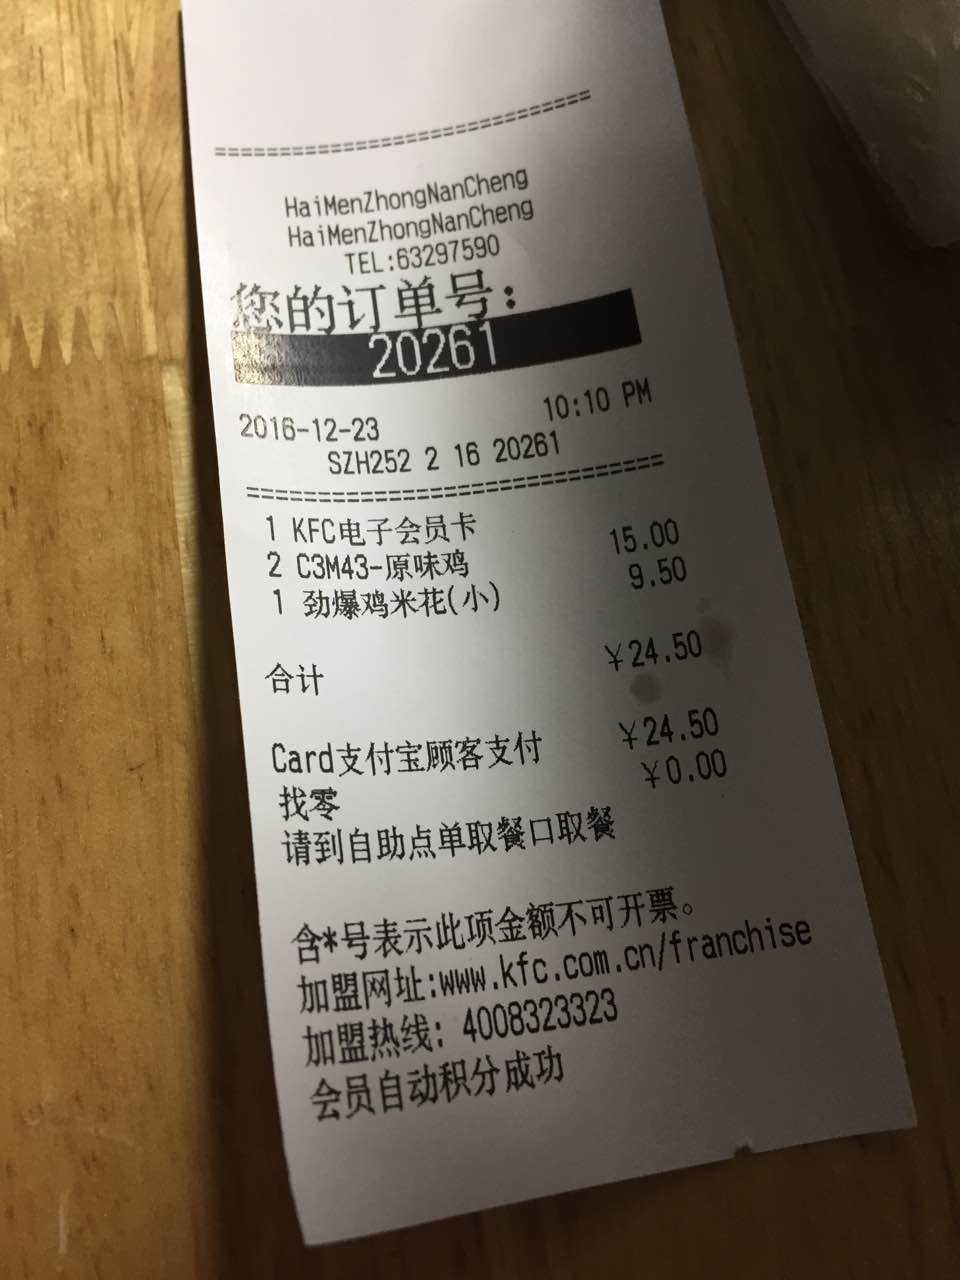 ==========================
HaiMenZhongNanCheng
HaiMenZhongNanCheng
TEL:63297590
您的订单号:
20261
2016-12-23 10:10 PM
SZH252 2 16 20261
==============================
1 KFC电子会员卡
2 C3M43-原味鸡 15.00
1 劲爆鸡米花(小) 9.50
合计 ¥24.50
Card支付宝顾客支付 ¥24.50
找零 ¥0.00
请到自助点单取餐口取餐
含*号表示此项金额不可开票。
加盟网址:www.kfc.com.cn/franchise
加盟热线: 4008323323
会员自动积分成功